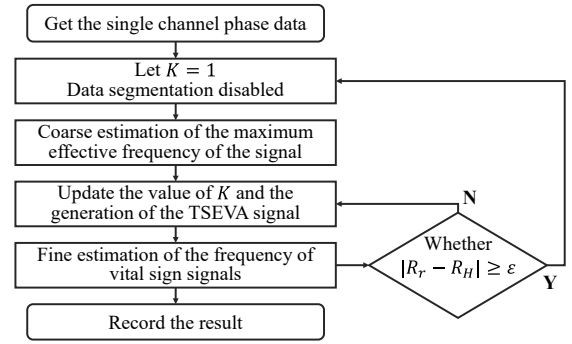 Get the single channel phase data
Let K = 1
Data segmentation disabled
Coarse estimation of the maximum
effective frequency of the signal
Update the value of K and the
generation of the TSEVA signal
Fine estimation of the frequency of
vital sign signals
Record the result
N
Whether
|R_r − R_H| ≥ ε
Y